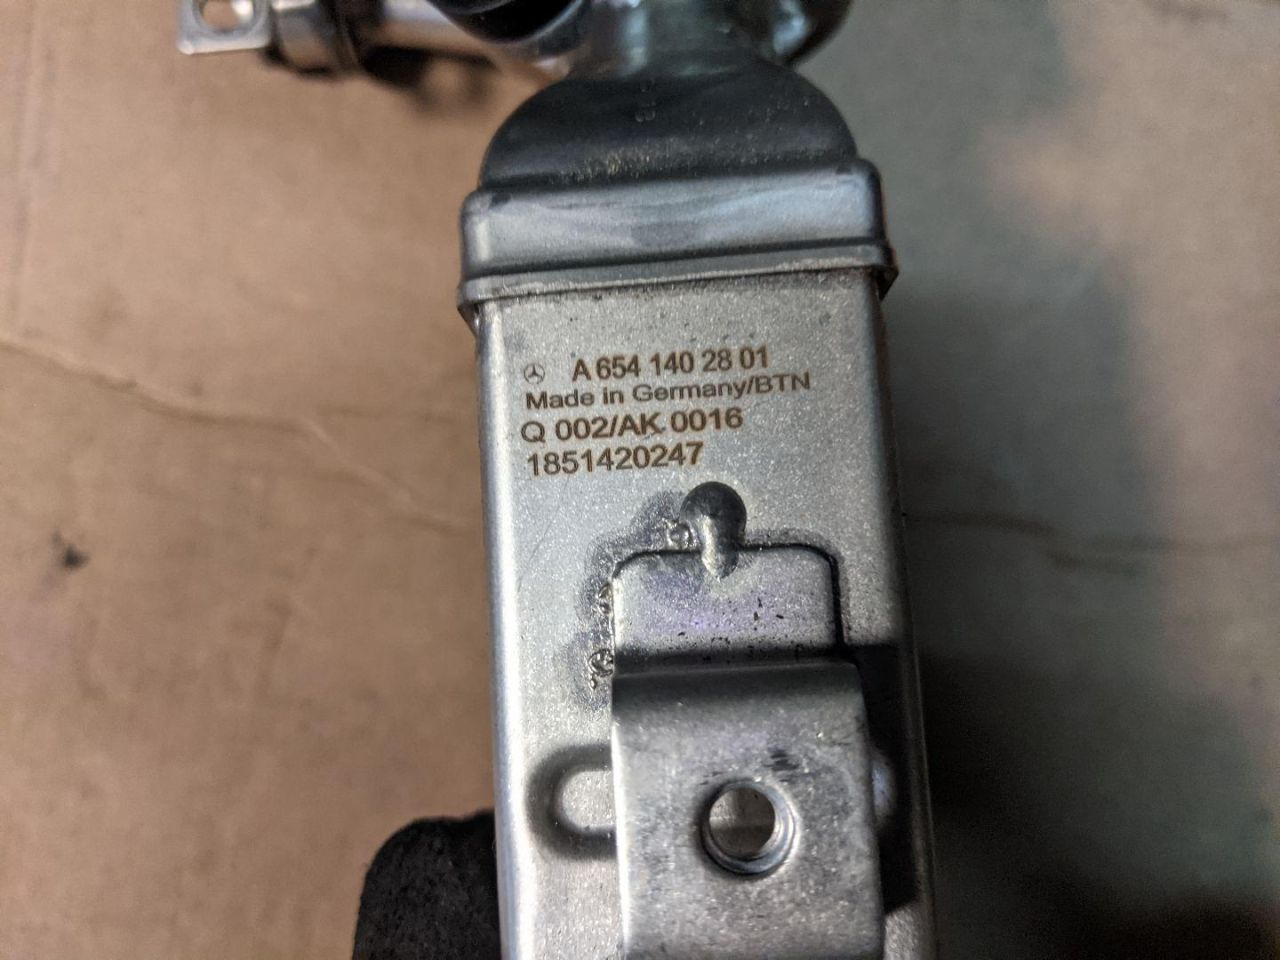 A 654 140 28 01
Made in Germany/BTN
Q 002/AK 0016
1851420247